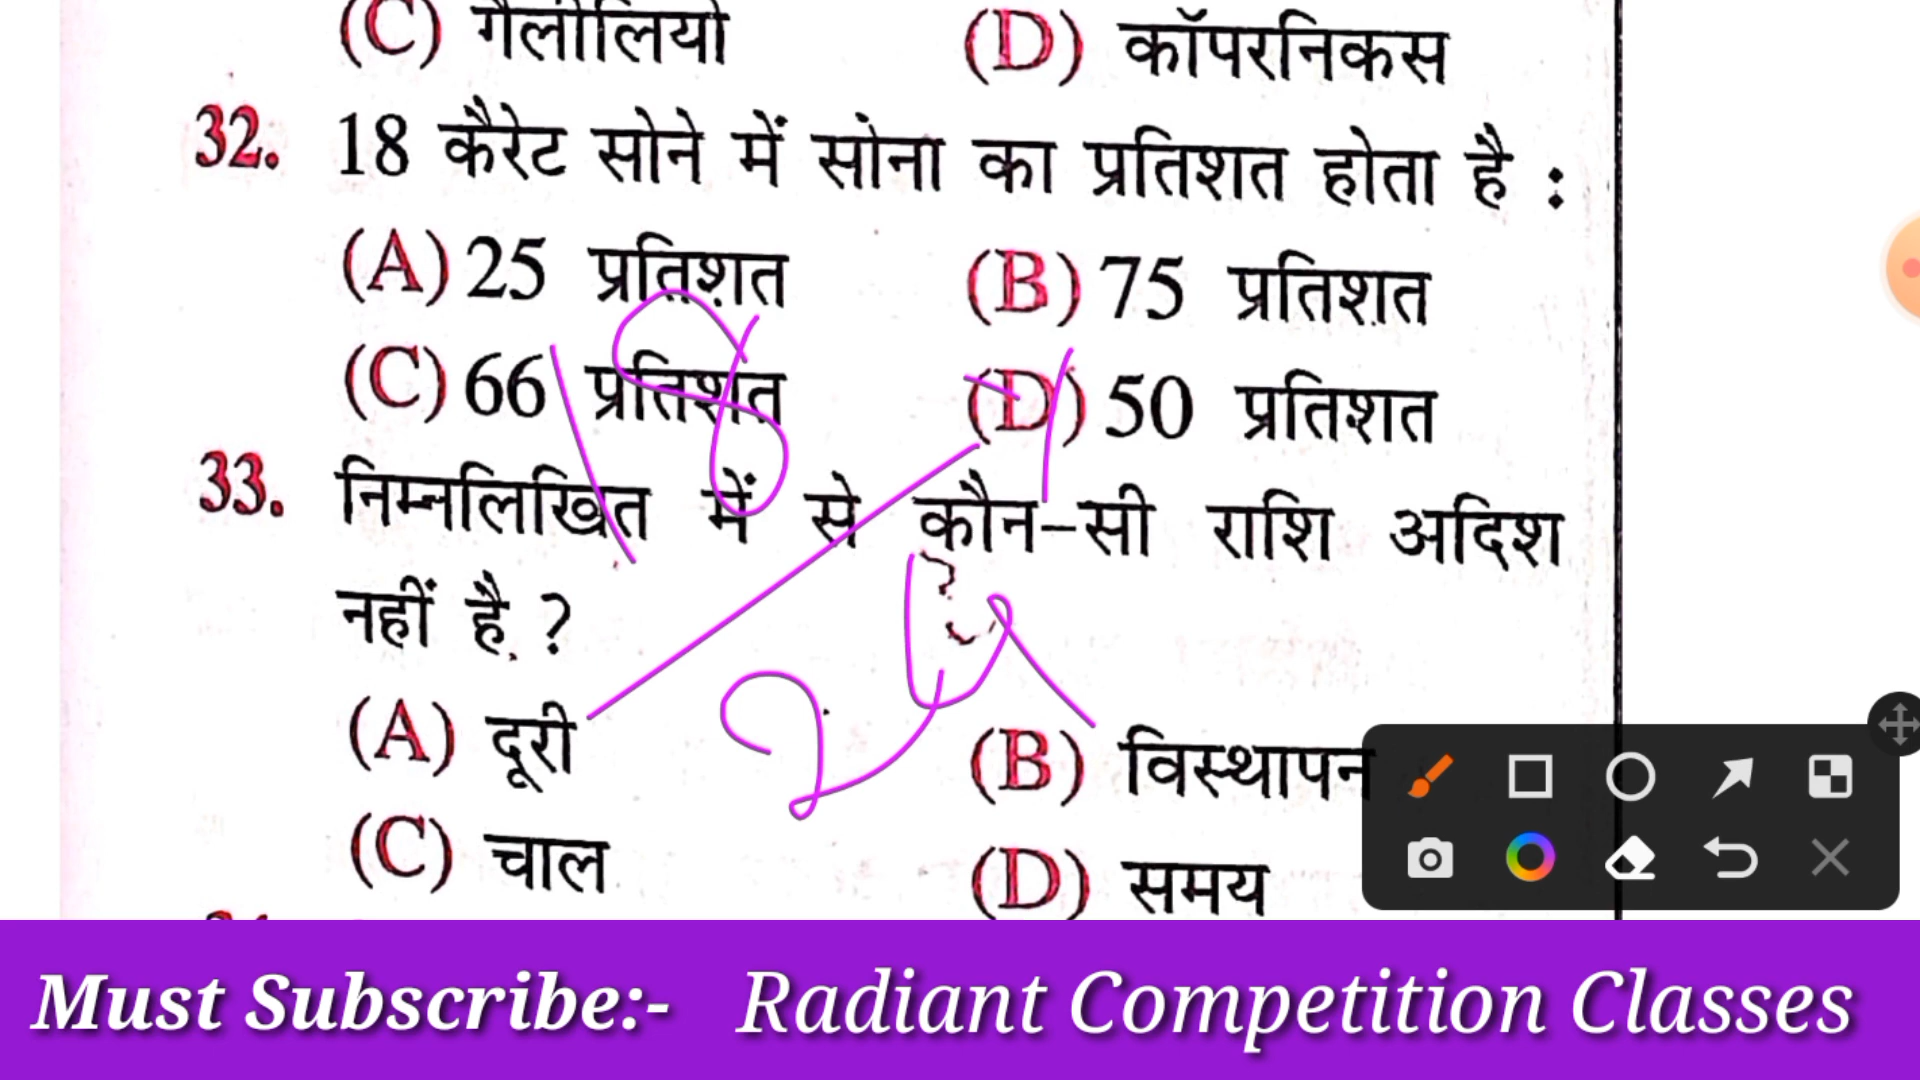 (C) गैलीलियो (D) कॉपरनिकस
32. 18 कैरेट सोने में सोना का प्रतिशत होता है :
(A) 25 प्रतिशत (B) 75 प्रतिशत
(C) 66 प्रतिशत (D) 50 प्रतिशत
33. निम्नलिखित में से कौन-सी राशि अदिश
नहीं है ?
(A) दूरी (B) विस्थापन
(C) चाल (D) समय
18
24
Must Subscribe:- Radiant Competition Classes